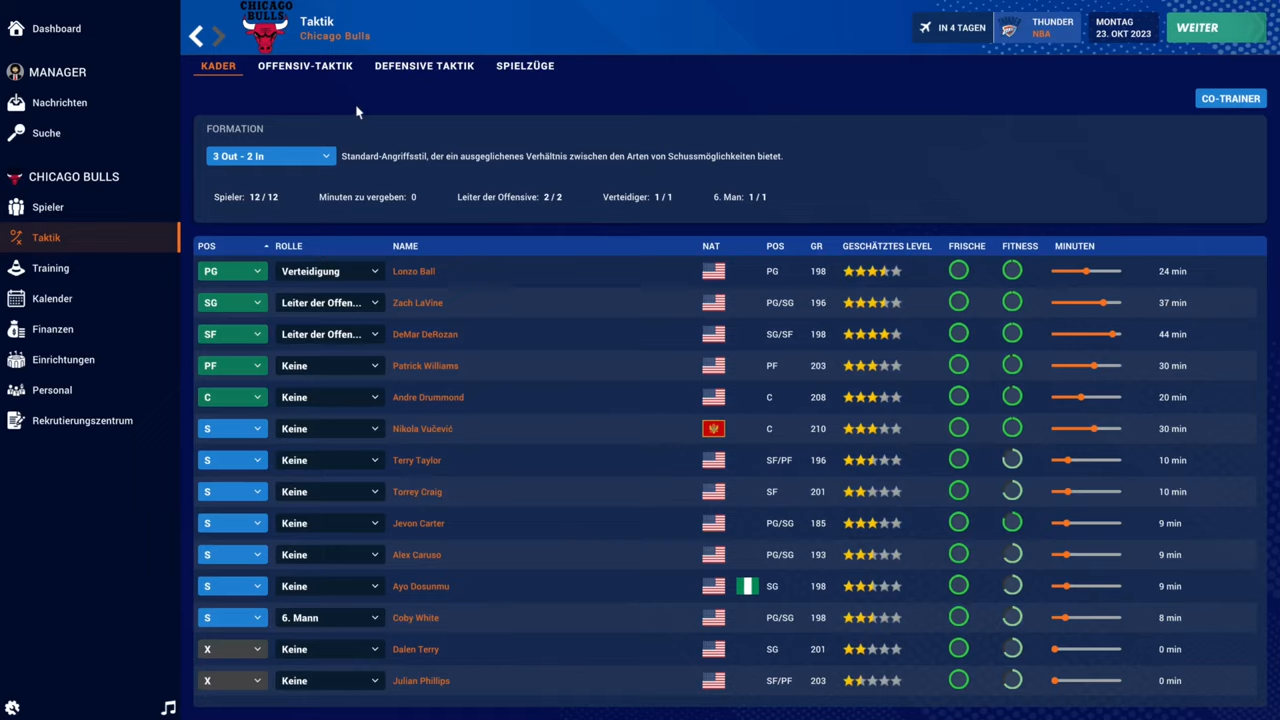 Dashboard
MANAGER
Nachrichten
Suche
CHICAGO BULLS
Spieler
Taktik
Training
Kalender
Finanzen
Einrichtungen
Personal
Rekrutierungszentrum
CHICAGO BULLS
Taktik
Chicago Bulls
IN 4 TAGEN
THUNDER
NBA
MONTAG
23. OKT 2023
WEITER
KADER OFFENSIV-TAKTIK DEFENSIVE TAKTIK SPIELZÜGE
CO-TRAINER
FORMATION
3 Out - 2 In Standard-Angriffsstil, der ein ausgeglichenes Verhältnis zwischen den Arten von Schussmöglichkeiten bietet.
Spieler: 12 / 12 Minuten zu vergeben: 0 Leiter der Offensive: 2 / 2 Verteidiger: 1 / 1 6. Man: 1 / 1
POS ROLLE NAME NAT POS GR GESCHÄTZTES LEVEL FRISCHE FITNESS MINUTEN
PG Verteidigung Lonzo Ball PG 198 24 min
SG Leiter der Offen... Zach LaVine PG/SG 196 37 min
SF Leiter der Offen... DeMar DeRozan SG/SF 198 44 min
PF Keine Patrick Williams PF 203 30 min
C Keine Andre Drummond C 208 20 min
S Keine Nikola Vučević C 210 30 min
S Keine Terry Taylor SF/PF 196 10 min
S Keine Torrey Craig SF 201 10 min
S Keine Jevon Carter PG/SG 185 9 min
S Keine Alex Caruso PG/SG 193 9 min
S Keine Ayo Dosunmu SG 198 9 min
S 6. Mann Coby White PG/SG 198 8 min
X Keine Dalen Terry SG 201 0 min
X Keine Julian Phillips SF/PF 203 0 min